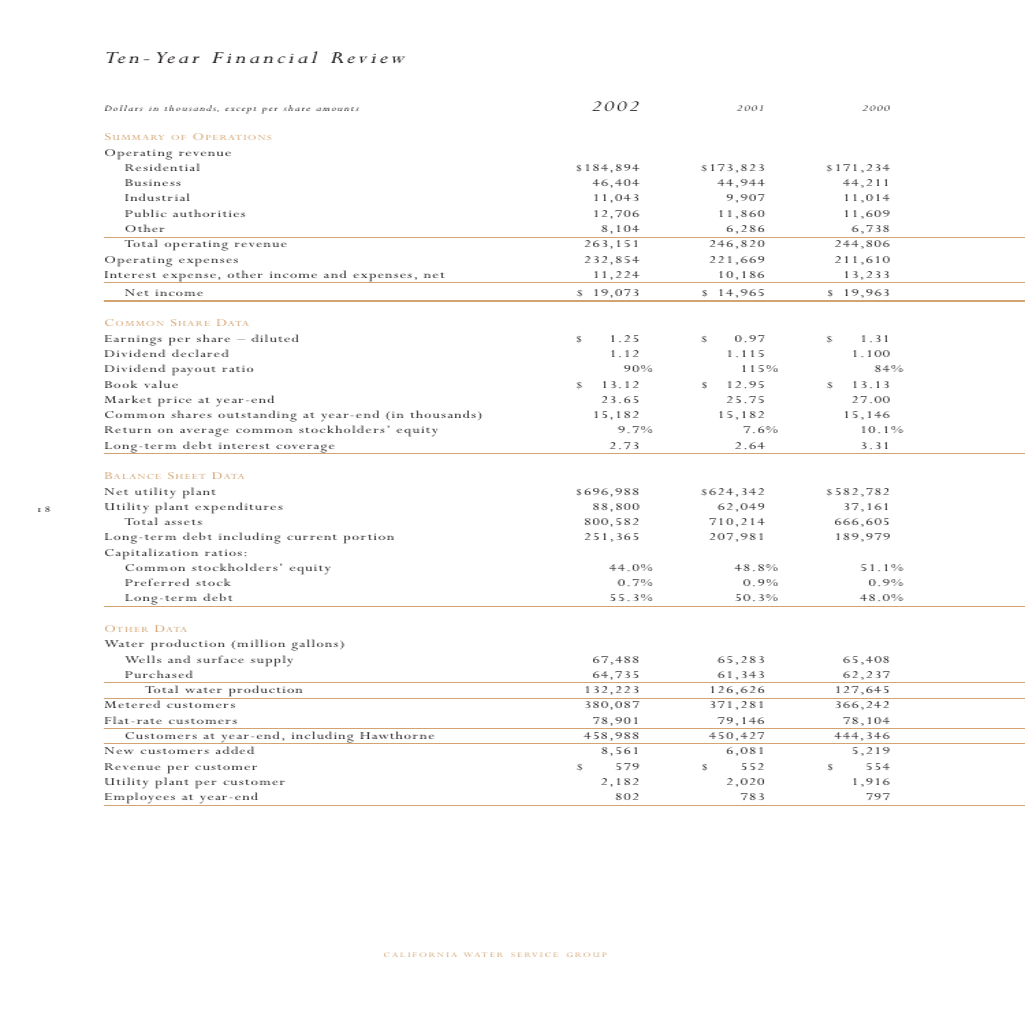 Ten-Year Financial Review
Dollars in thousands, except per share amounts 2002 2001 2000
Summary of Operations
Operating revenue
Residential $184,894 $173,823 $171,234
Business 46,404 44,944 44,211
Industrial 11,043 9,907 11,014
Public authorities 12,706 11,860 11,609
Other 8,104 6,286 6,738
Total operating revenue 263,151 246,820 244,806
Operating expenses 232,854 221,669 211,610
Interest expense, other income and expenses, net 11,224 10,186 13,233
Net income $ 19,073 $ 14,965 $ 19,963
Common Share Data
Earnings per share – diluted $ 1.25 $ 0.97 $ 1.31
Dividend declared 1.12 1.115 1.100
Dividend payout ratio 90% 115% 84%
Book value $ 13.12 $ 12.95 $ 13.13
Market price at year-end 23.65 25.75 27.00
Common shares outstanding at year-end (in thousands) 15,182 15,182 15,146
Return on average common stockholders' equity 9.7% 7.6% 10.1%
Long-term debt interest coverage 2.73 2.64 3.31
Balance Sheet Data
Net utility plant $696,988 $624,342 $582,782
Utility plant expenditures 88,800 62,049 37,161
18
Total assets 800,582 710,214 666,605
Long-term debt including current portion 251,365 207,981 189,979
Capitalization ratios:
Common stockholders' equity 44.0% 48.8% 51.1%
Preferred stock 0.7% 0.9% 0.9%
Long-term debt 55.3% 50.3% 48.0%
Other Data
Water production (million gallons)
Wells and surface supply 67,488 65,283 65,408
Purchased 64,735 61,343 62,237
Total water production 132,223 126,626 127,645
Metered customers 380,087 371,281 366,242
Flat-rate customers 78,901 79,146 78,104
Customers at year-end, including Hawthorne 458,988 450,427 444,346
New customers added 8,561 6,081 5,219
Revenue per customer $ 579 $ 552 $ 554
Utility plant per customer 2,182 2,020 1,916
Employees at year-end 802 783 797
CALIFORNIA WATER SERVICE GROUP